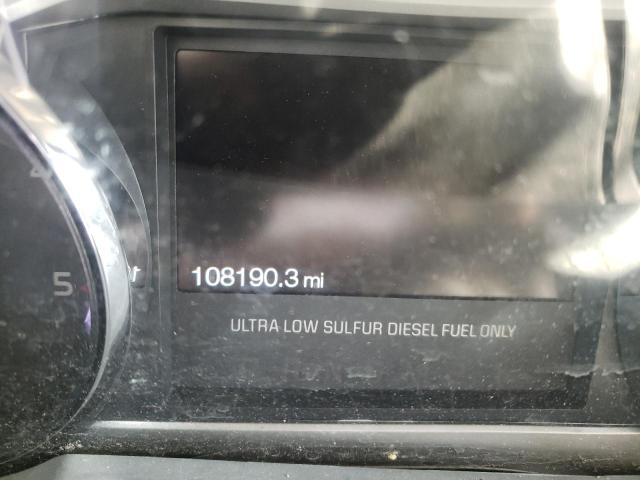 108190.3 mi
5
ULTRA LOW SULFUR DIESEL FUEL ONLY